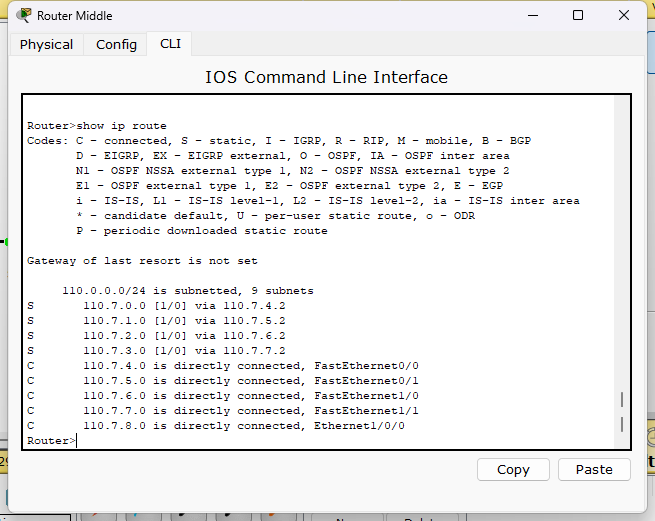 Router Middle
Physical Config CLI
IOS Command Line Interface
Router>show ip route
Codes: C - connected, S - static, I - IGRP, R - RIP, M - mobile, B - BGP
D - EIGRP, EX - EIGRP external, O - OSPF, IA - OSPF inter area
N1 - OSPF NSSA external type 1, N2 - OSPF NSSA external type 2
E1 - OSPF external type 1, E2 - OSPF external type 2, E - EGP
i - IS-IS, L1 - IS-IS level-1, L2 - IS-IS level-2, ia - IS-IS inter area
* - candidate default, U - per-user static route, o - ODR
P - periodic downloaded static route
Gateway of last resort is not set
110.0.0.0/24 is subnetted, 9 subnets
S 110.7.0.0 [1/0] via 110.7.4.2
S 110.7.1.0 [1/0] via 110.7.5.2
S 110.7.2.0 [1/0] via 110.7.6.2
S 110.7.3.0 [1/0] via 110.7.7.2
C 110.7.4.0 is directly connected, FastEthernet0/0
C 110.7.5.0 is directly connected, FastEthernet0/1
C 110.7.6.0 is directly connected, FastEthernet1/0
C 110.7.7.0 is directly connected, FastEthernet1/1
C 110.7.8.0 is directly connected, Ethernet1/0/0
Router>
Copy Paste